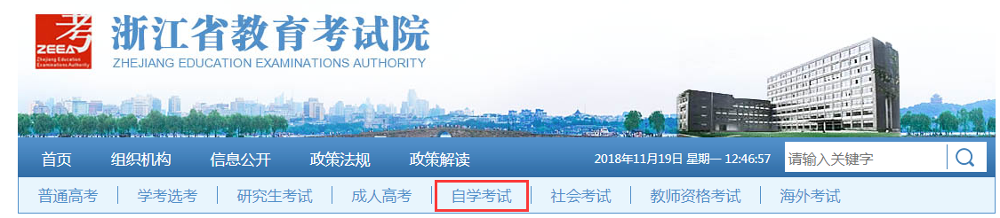 考
ZEEA
Zhejiang Education
Examinations Authority
浙江省教育考试院
ZHEJIANG EDUCATION EXAMINATIONS AUTHORITY
首页 组织机构 信息公开 政策法规 政策解读 2018年11月19日 星期一 12:46:57 请输入关键字
普通高考 学考选考 研究生考试 成人高考 自学考试 社会考试 教师资格考试 海外考试